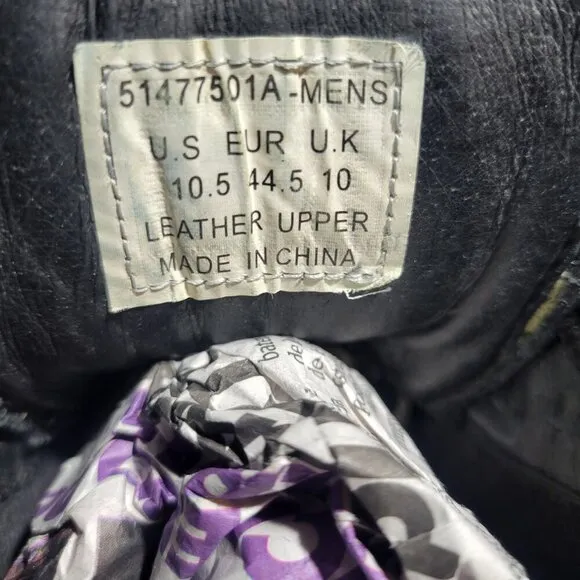 51477501A-MENS
U.S EUR U.K
10.5 44.5 10
LEATHER UPPER
MADE IN CHINA